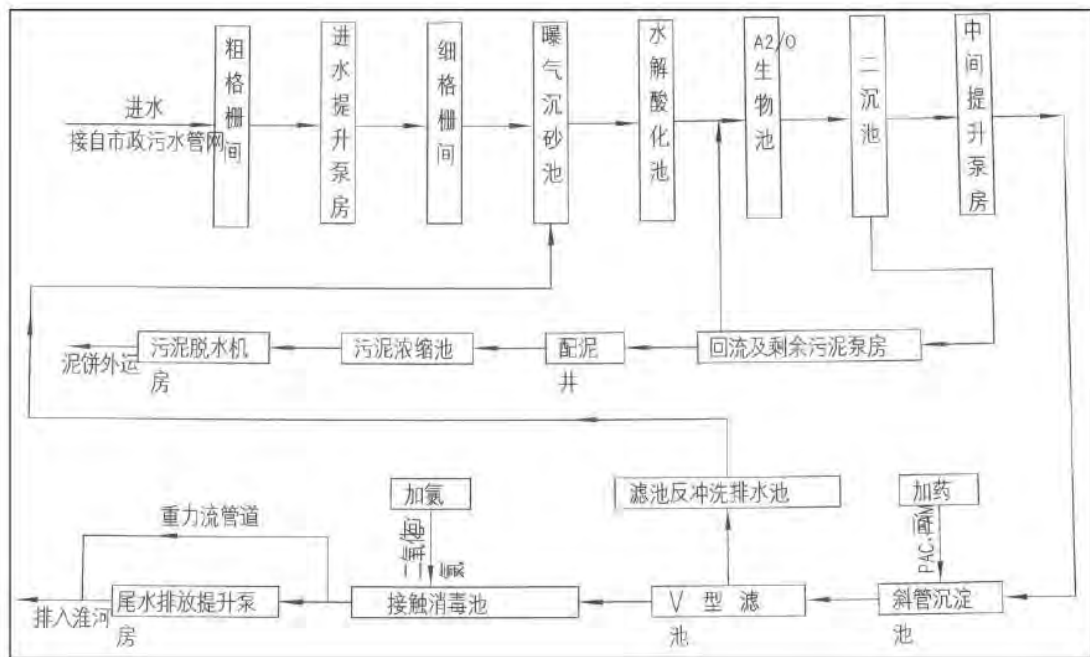 进水
接自市政污水管网
粗格栅间
进水提升泵房
细格栅间
曝气沉砂池
水解酸化池
A2/O
生物池
二沉池
中间提升泵房
泥饼外运
污泥脱水机
房
污泥浓缩池
配泥
井
回流及剩余污泥泵房
加氯
滤池反冲洗排水池
加药
重力流管道
二氧化
氯
PAC,
排入淮河
尾水排放提升泵
房
接触消毒池
V 型 滤
池
斜管沉淀
池